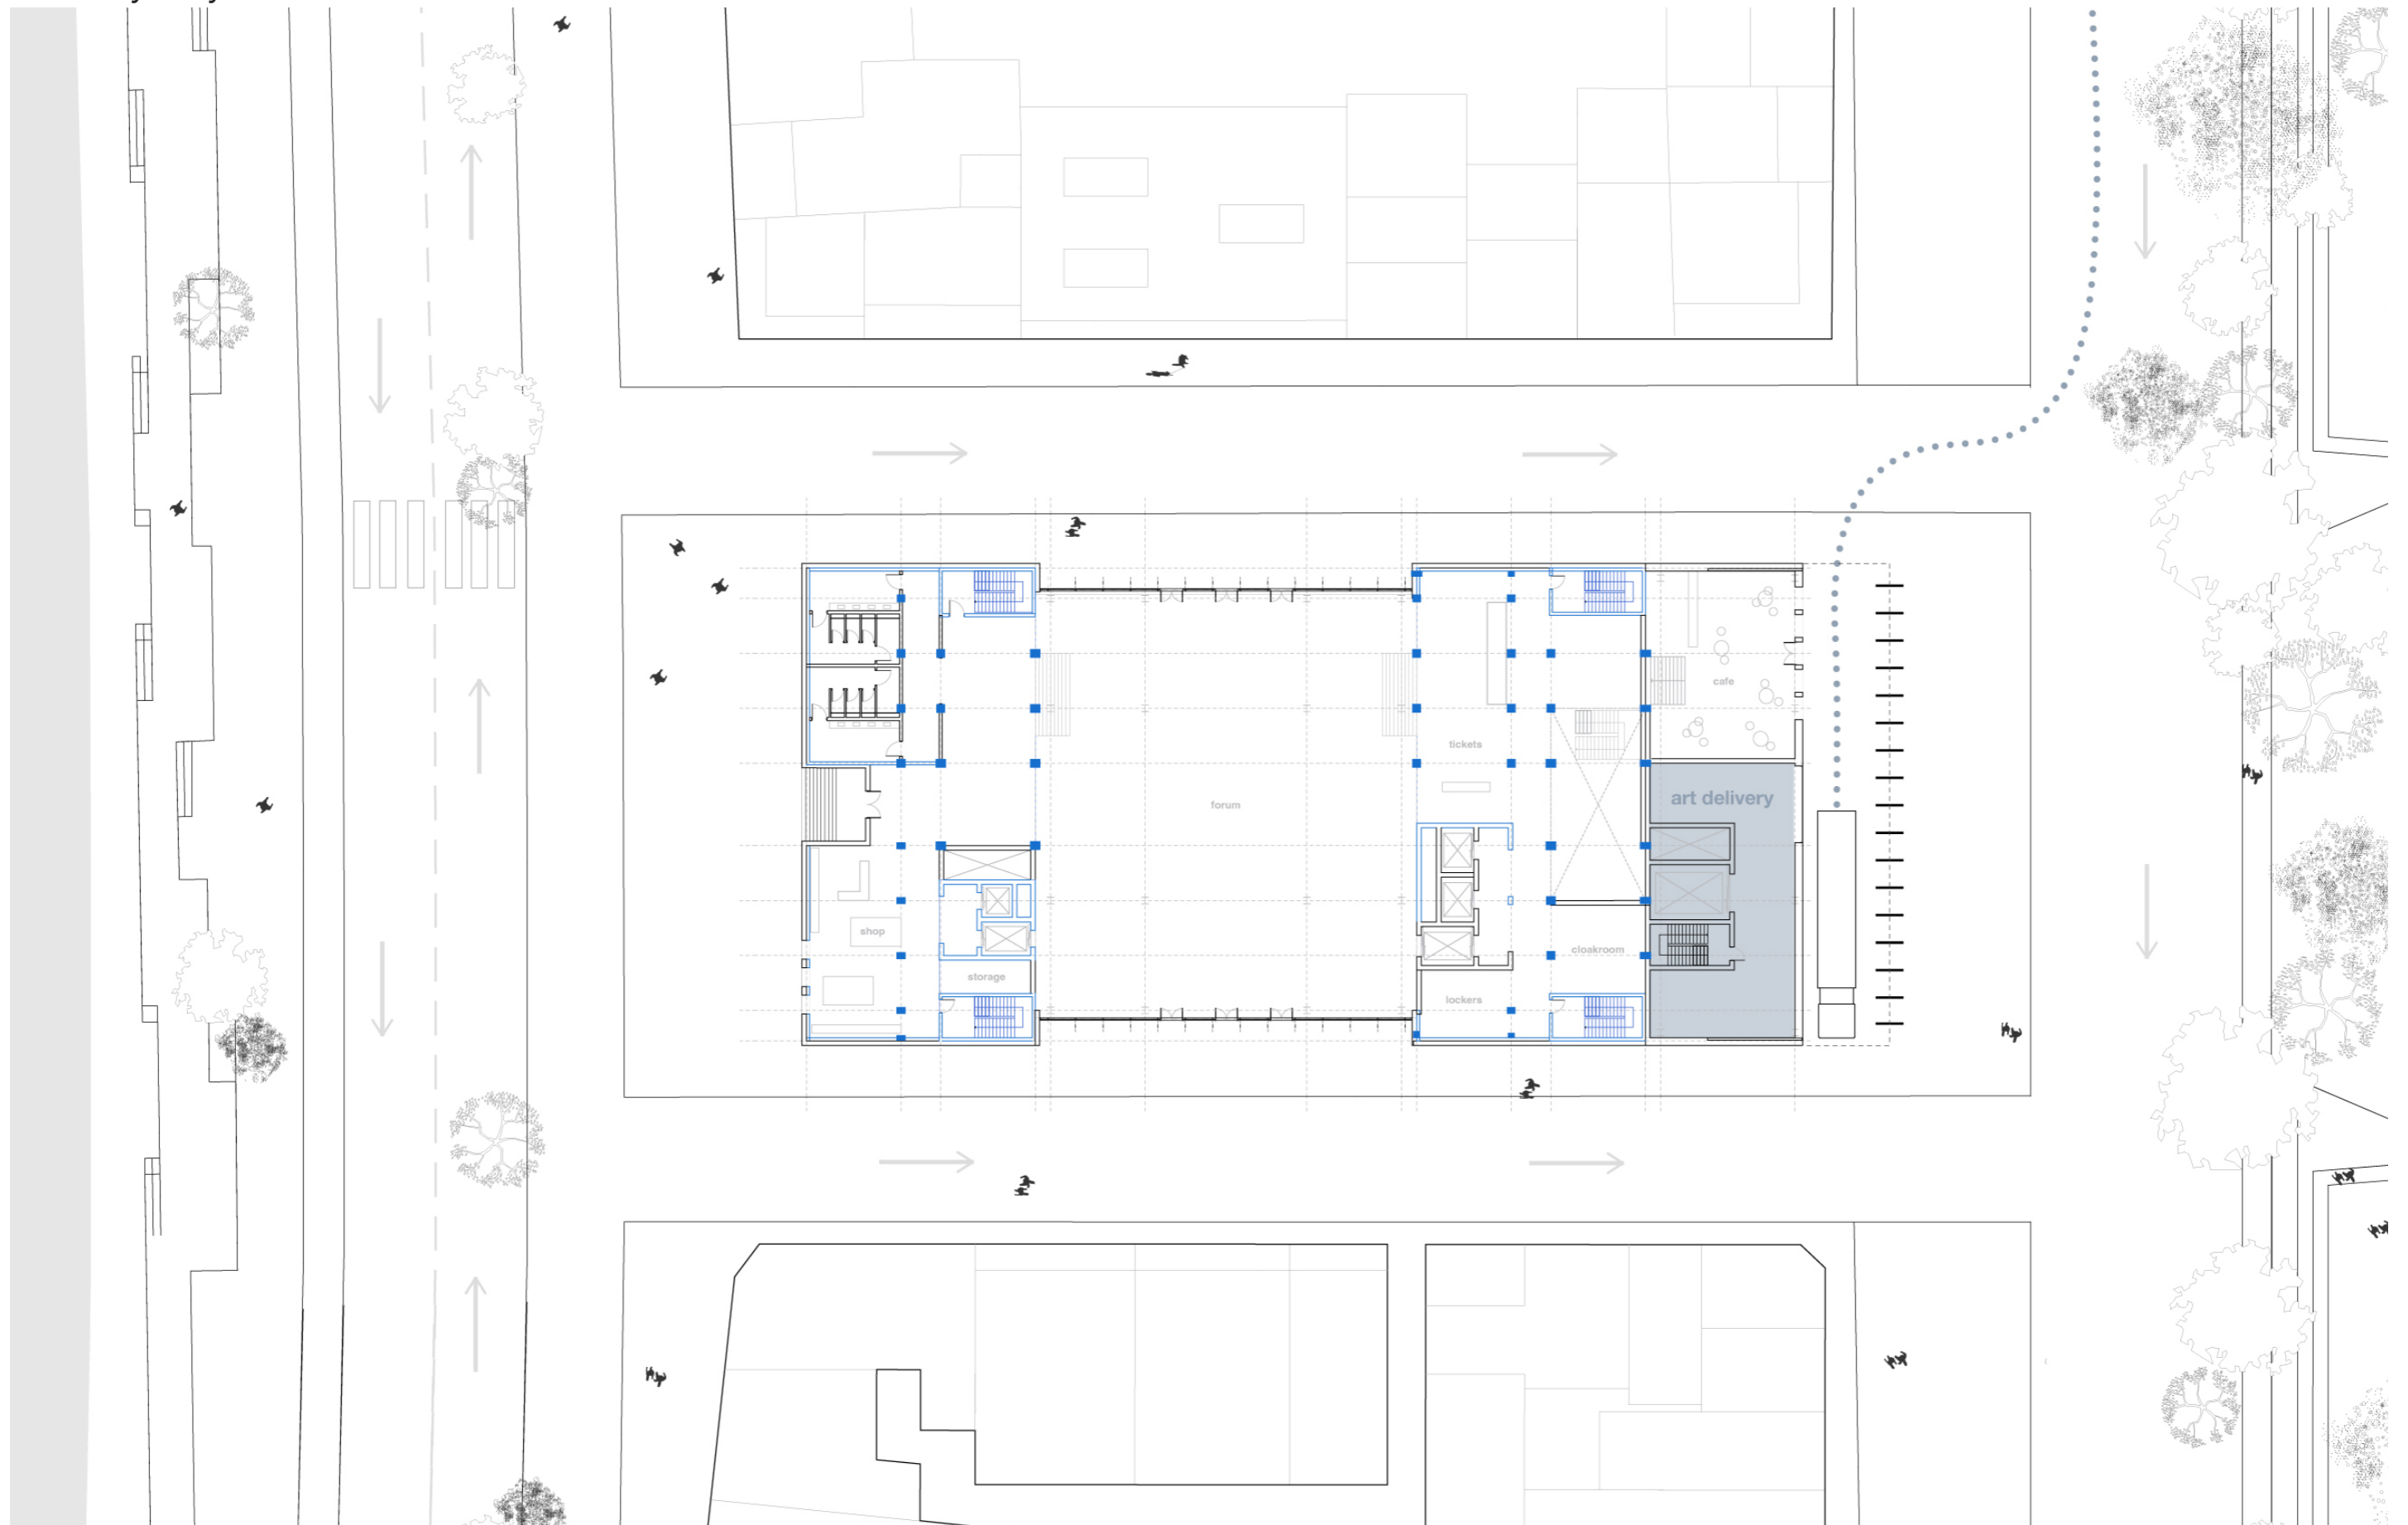 cafe
tickets
art delivery
forum
shop
cloakroom
storage
lockers